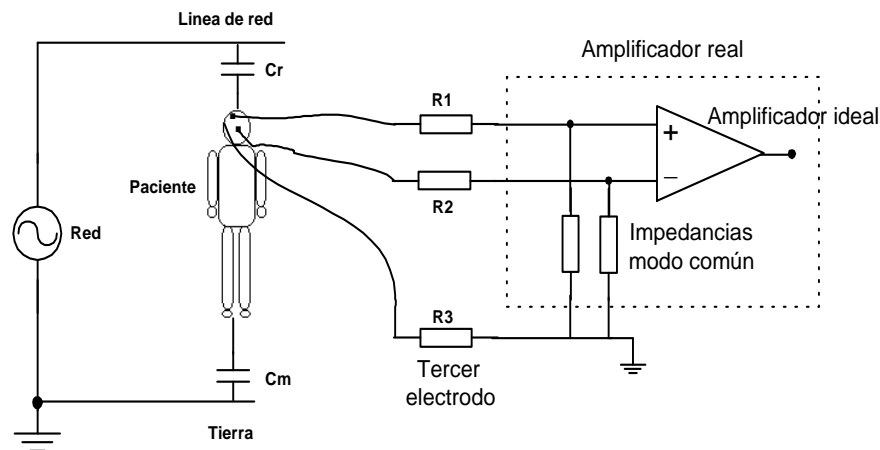 Linea de red
Cr
Amplificador real
R1
Amplificador ideal
+
−
Paciente
R2
Red
Impedancias
modo común
R3
Tercer
electrodo
Cm
Tierra